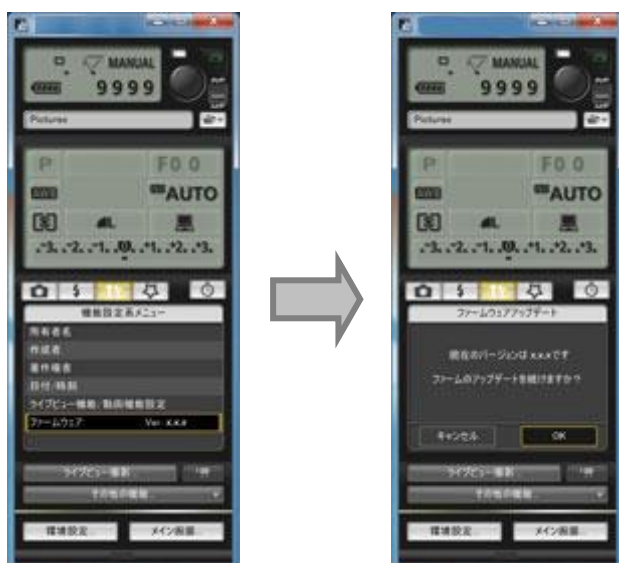 MANUAL
9999
Pictures
P F0 0
AWB AUTO
L
-3..-2..-1..0..+1..+2..+3.
機能設定系メニュー
所有者名
作成者
著作権者
日付/時刻
ライブビュー機能/動画機能設定
ファームウェア Ver x.x.x
ライブビュー撮影...
その他の機能...
環境設定... メイン画面...
MANUAL
9999
Pictures
P F0 0
AWB AUTO
L
-3..-2..-1..0..+1..+2..+3.
ファームウェアアップデート
現在のバージョンは x.x.xです
ファームのアップデートを続けますか？
キャンセル OK
ライブビュー撮影...
その他の機能...
環境設定... メイン画面...